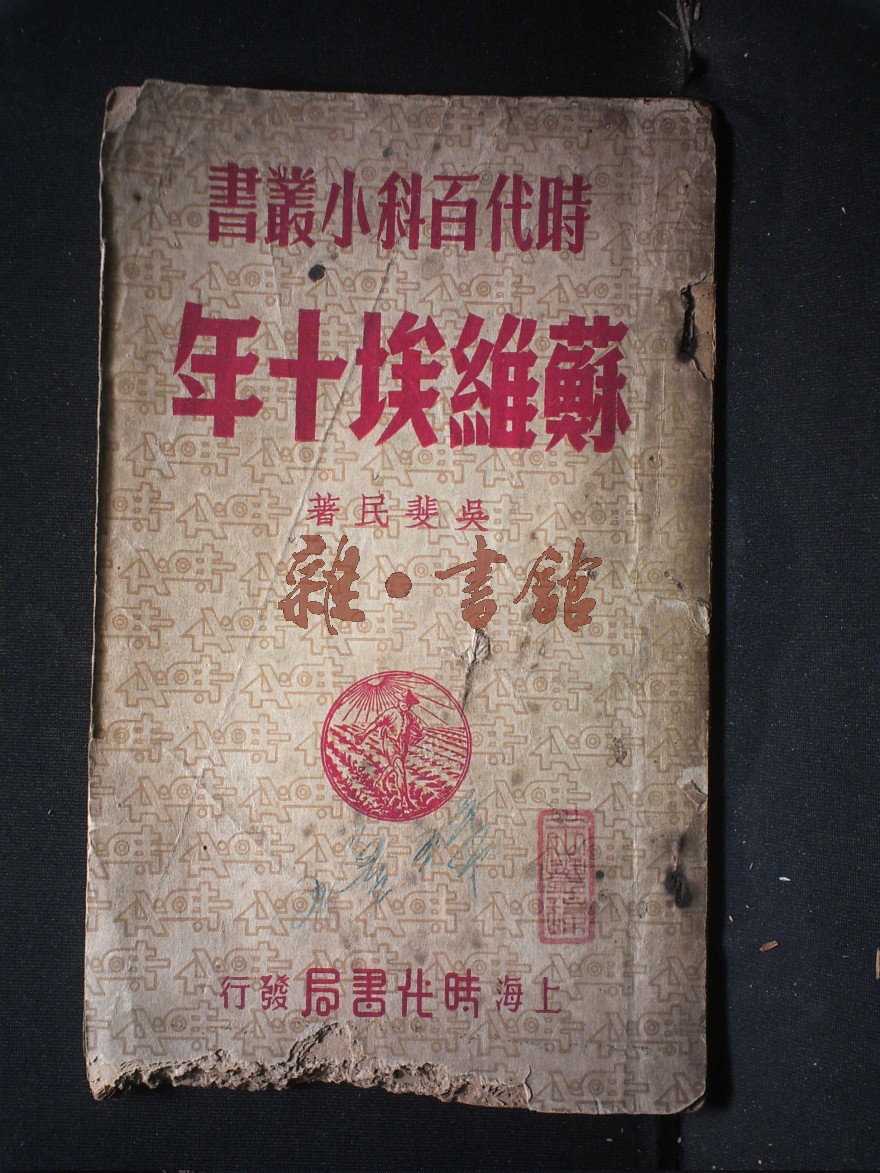 時代百科小叢書
蘇維埃十年
吳斐民著
雜·書館
上海時代書局發行